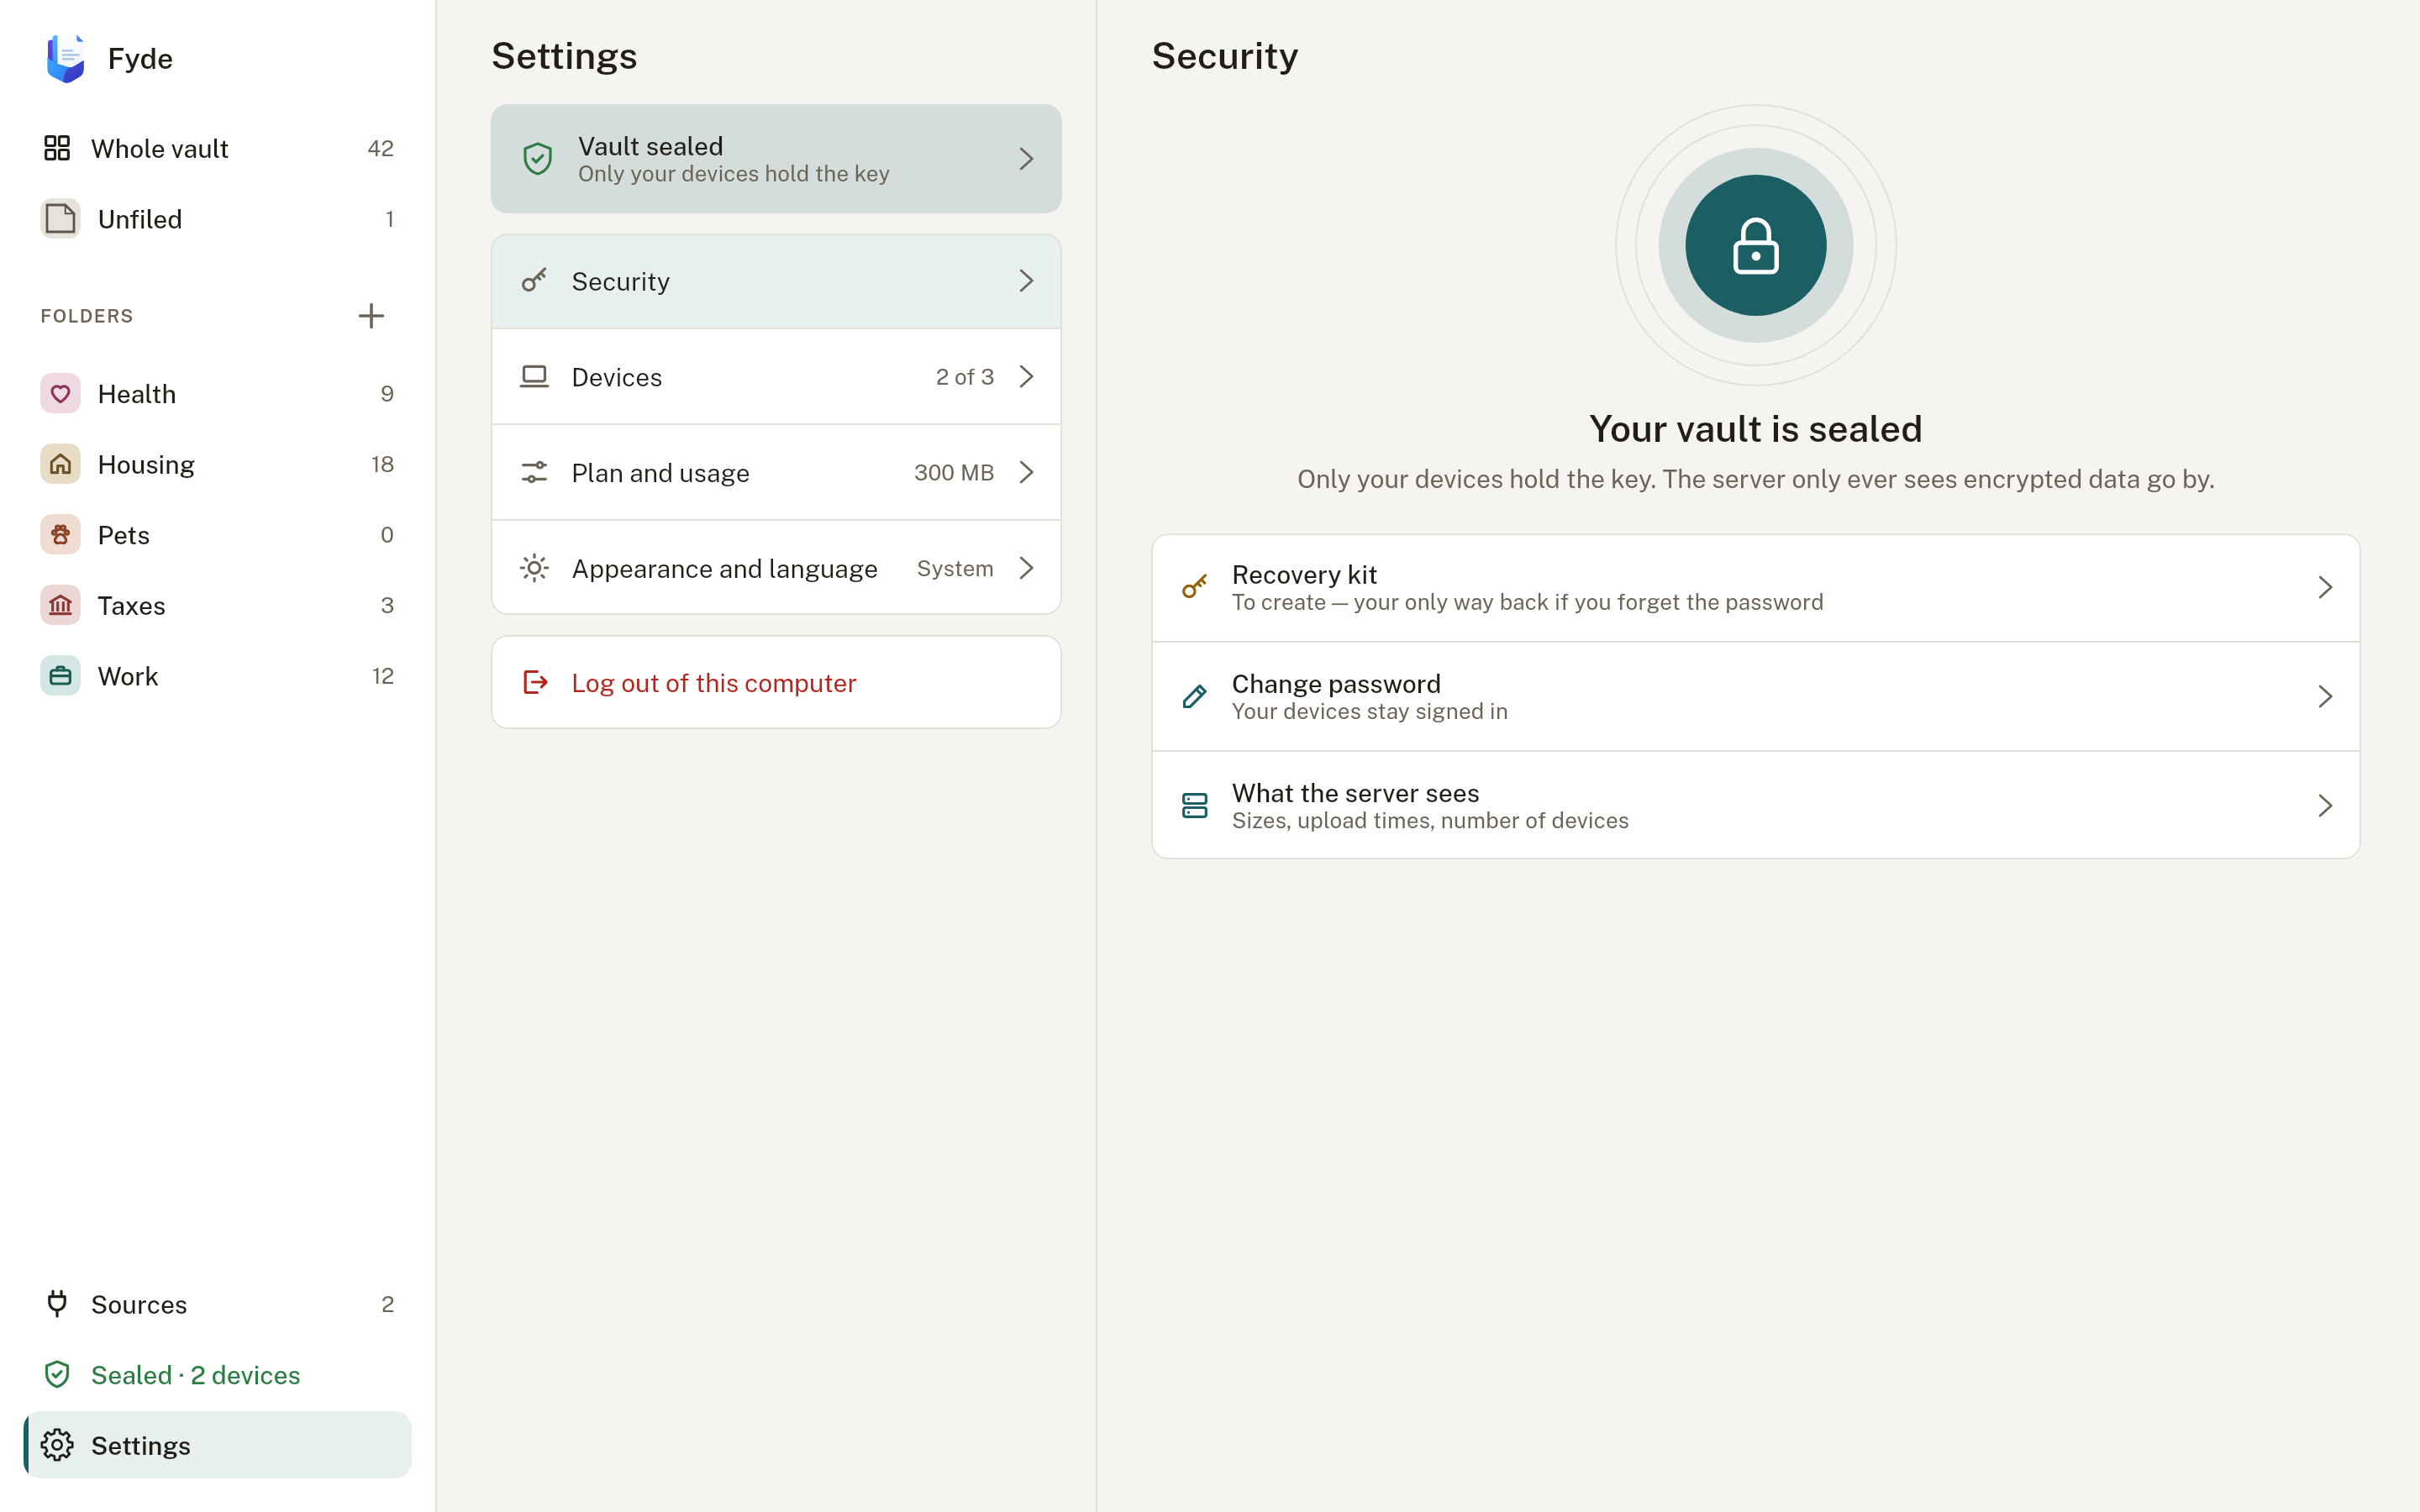 Fyde
Whole vault 42
Unfiled 1
FOLDERS
Health 9
Housing 18
Pets 0
Taxes 3
Work 12
Sources 2
Sealed · 2 devices
Settings
Settings
Vault sealed
Only your devices hold the key
Security
Devices 2 of 3
Plan and usage 300 MB
Appearance and language System
Log out of this computer
Security
Your vault is sealed
Only your devices hold the key. The server only ever sees encrypted data go by.
Recovery kit
To create — your only way back if you forget the password
Change password
Your devices stay signed in
What the server sees
Sizes, upload times, number of devices